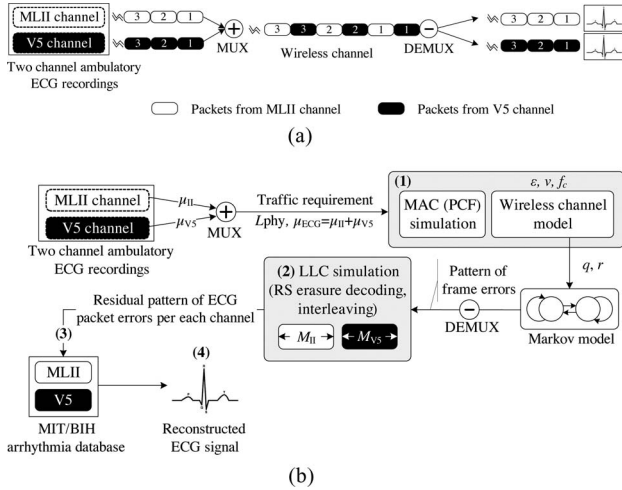 MLII channel
3 2 1
V5 channel
3 2 1
MUX
3 3 2 2 1 1
Wireless channel
DEMUX
3 2 1
3 2 1
Two channel ambulatory
ECG recordings
Packets from MLII channel
Packets from V5 channel
(a)
MLII channel
V5 channel
Two channel ambulatory
ECG recordings
μII
μV5
MUX
Traffic requirement
Lphy, μECG=μII+μV5
(1)
ε, v, fc
MAC (PCF)
simulation
Wireless channel
model
q, r
Markov model
Pattern of
frame errors
DEMUX
(2) LLC simulation
(RS erasure decoding,
interleaving)
MII
MV5
Residual pattern of ECG
packet errors per each channel
(3)
MLII
V5
MIT/BIH
arrhythmia database
(4)
Reconstructed
ECG signal
(b)